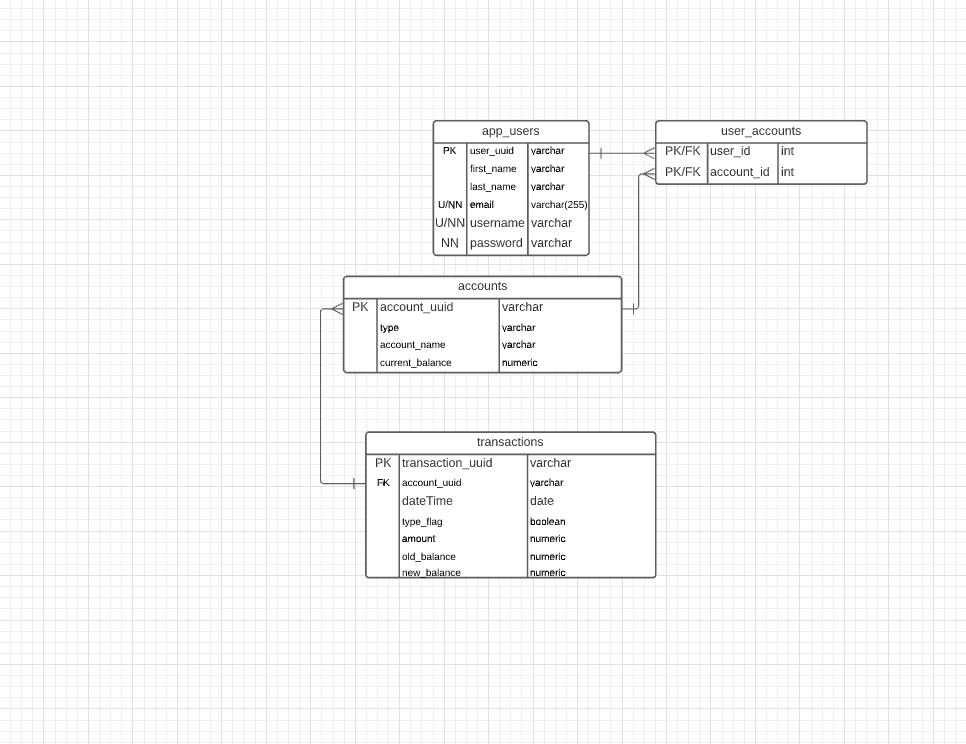 app_users
PK user_uuid varchar
first_name varchar
last_name varchar
U/NN email varchar(255)
U/NN username varchar
NN password varchar
user_accounts
PK/FK user_id int
PK/FK account_id int
accounts
PK account_uuid varchar
type varchar
account_name varchar
current_balance numeric
transactions
PK transaction_uuid varchar
FK account_uuid varchar
dateTime date
type_flag boolean
amount numeric
old_balance numeric
new_balance numeric